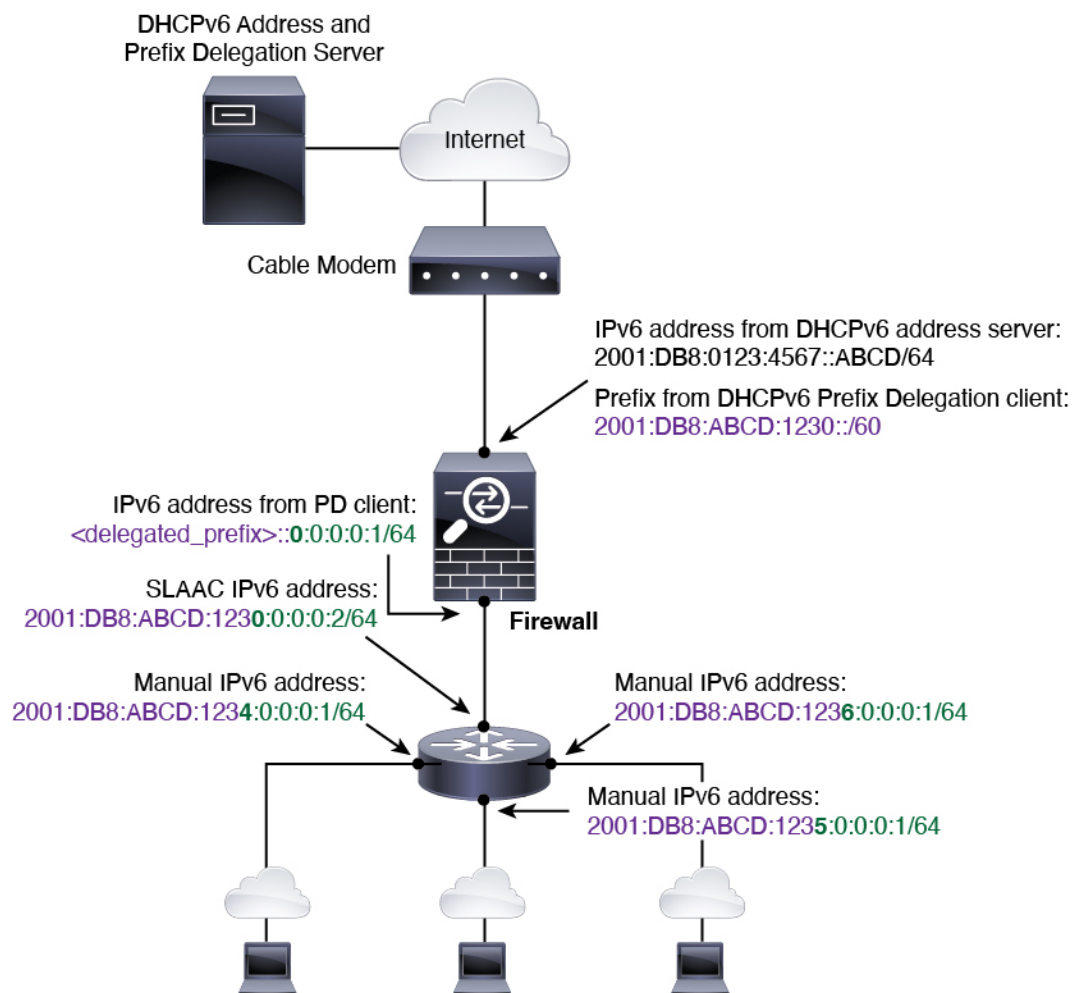 DHCPv6 Address and
Prefix Delegation Server
Internet
Cable Modem
IPv6 address from DHCPv6 address server:
2001:DB8:0123:4567::ABCD/64
Prefix from DHCPv6 Prefix Delegation client:
2001:DB8:ABCD:1230::/60
IPv6 address from PD client:
<delegated_prefix>::0:0:0:0:1/64
SLAAC IPv6 address:
2001:DB8:ABCD:1230:0:0:0:2/64
Firewall
Manual IPv6 address:
2001:DB8:ABCD:1234:0:0:0:1/64
Manual IPv6 address:
2001:DB8:ABCD:1236:0:0:0:1/64
Manual IPv6 address:
2001:DB8:ABCD:1235:0:0:0:1/64